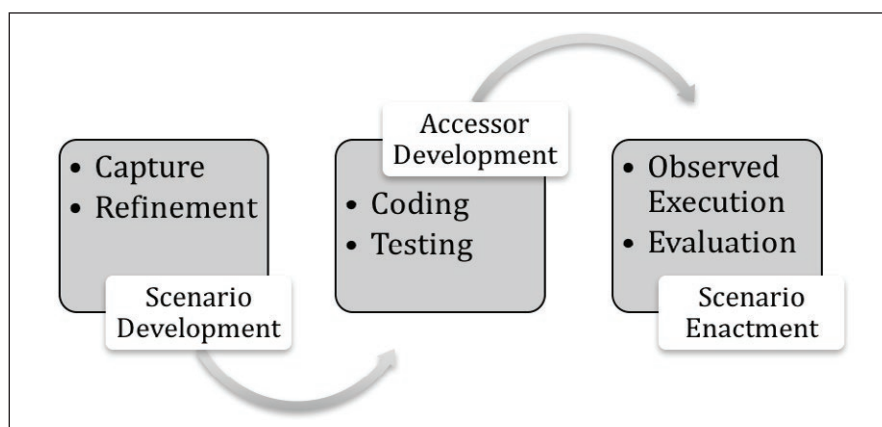 • Capture
• Refinement
Scenario
Development
Accessor
Development
• Coding
• Testing
• Observed
Execution
• Evaluation
Scenario
Enactment